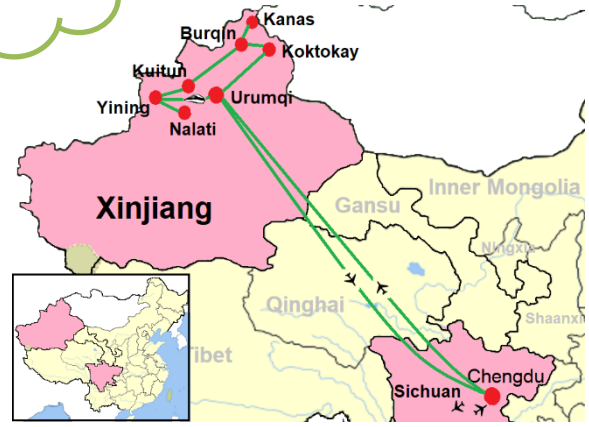 Kanas
Burqin
Koktokay
Kuitun
Yining
Urumqi
Nalati
Xinjiang
Inner Mongolia
Gansu
Ningxia
Qinghai
Shaanxi
Tibet
Chengdu
Sichuan